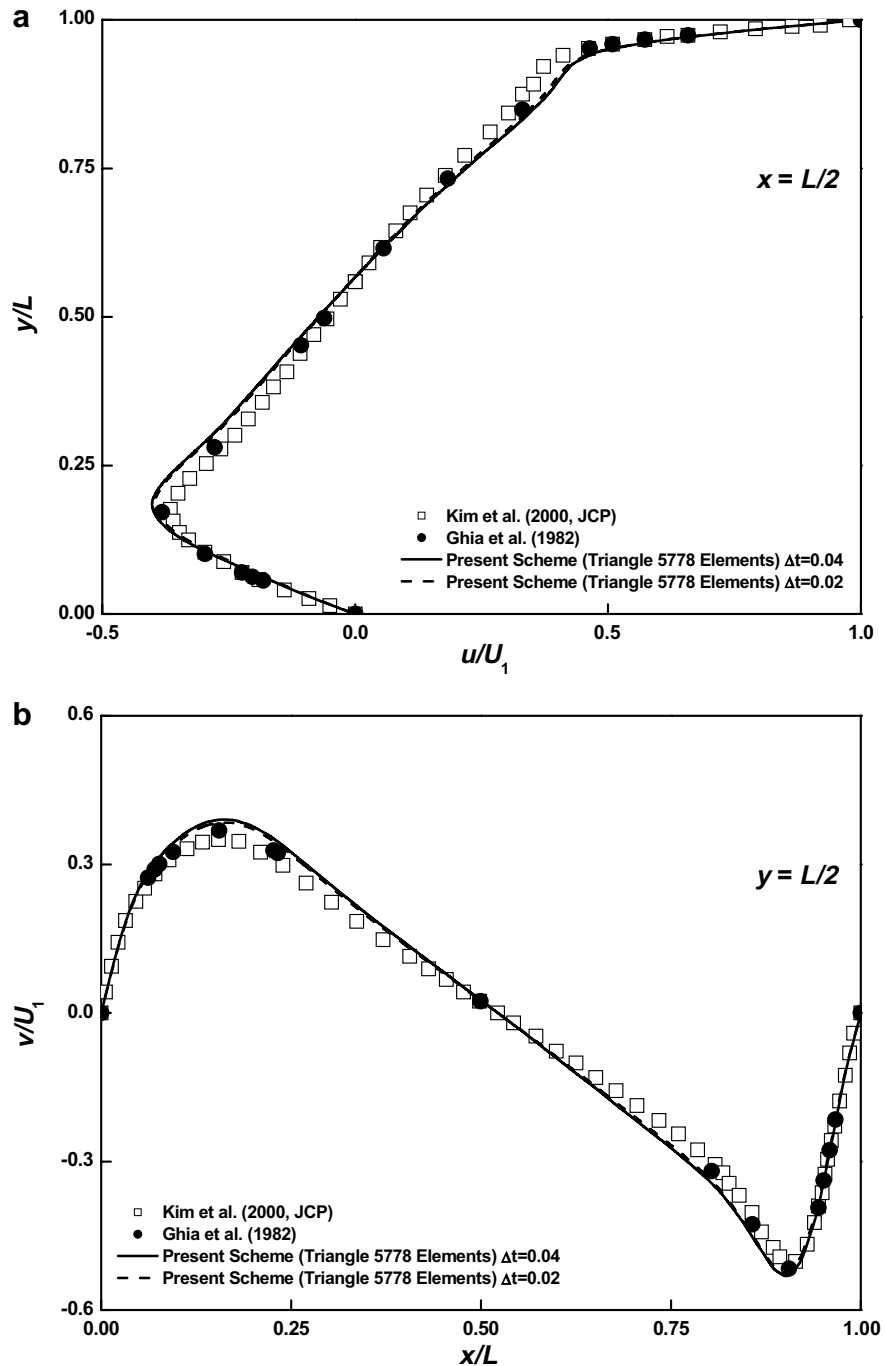 a
1.00
0.75
0.50
0.25
0.00
y/L
x = L/2
Kim et al. (2000, JCP)
Ghia et al. (1982)
Present Scheme (Triangle 5778 Elements) Δt=0.04
Present Scheme (Triangle 5778 Elements) Δt=0.02
-0.5
0.0
0.5
1.0
u/U1
b
0.6
0.3
0.0
-0.3
-0.6
v/U1
y = L/2
Kim et al. (2000, JCP)
Ghia et al. (1982)
Present Scheme (Triangle 5778 Elements) Δt=0.04
Present Scheme (Triangle 5778 Elements) Δt=0.02
0.00
0.25
0.50
0.75
1.00
x/L